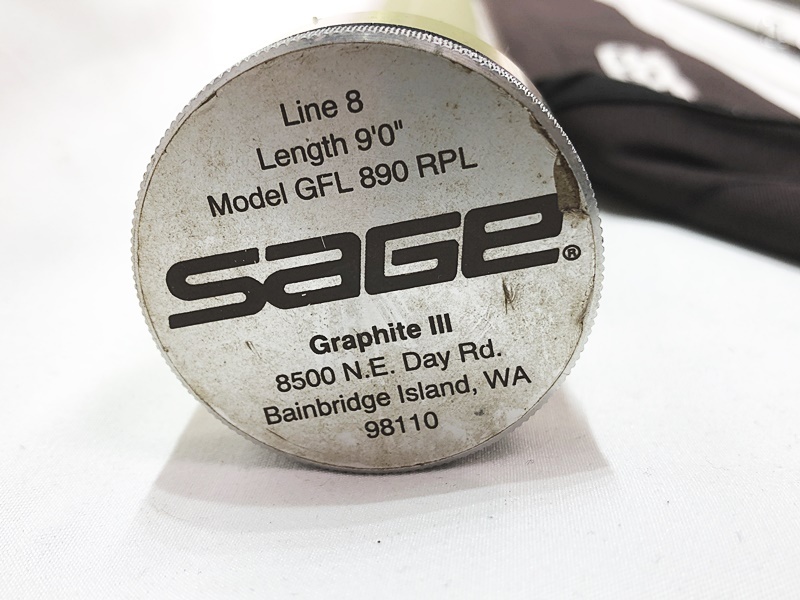 Line 8
Length 9'0"
Model GFL 890 RPL
sage®
Graphite III
8500 N.E. Day Rd.
Bainbridge Island, WA
98110